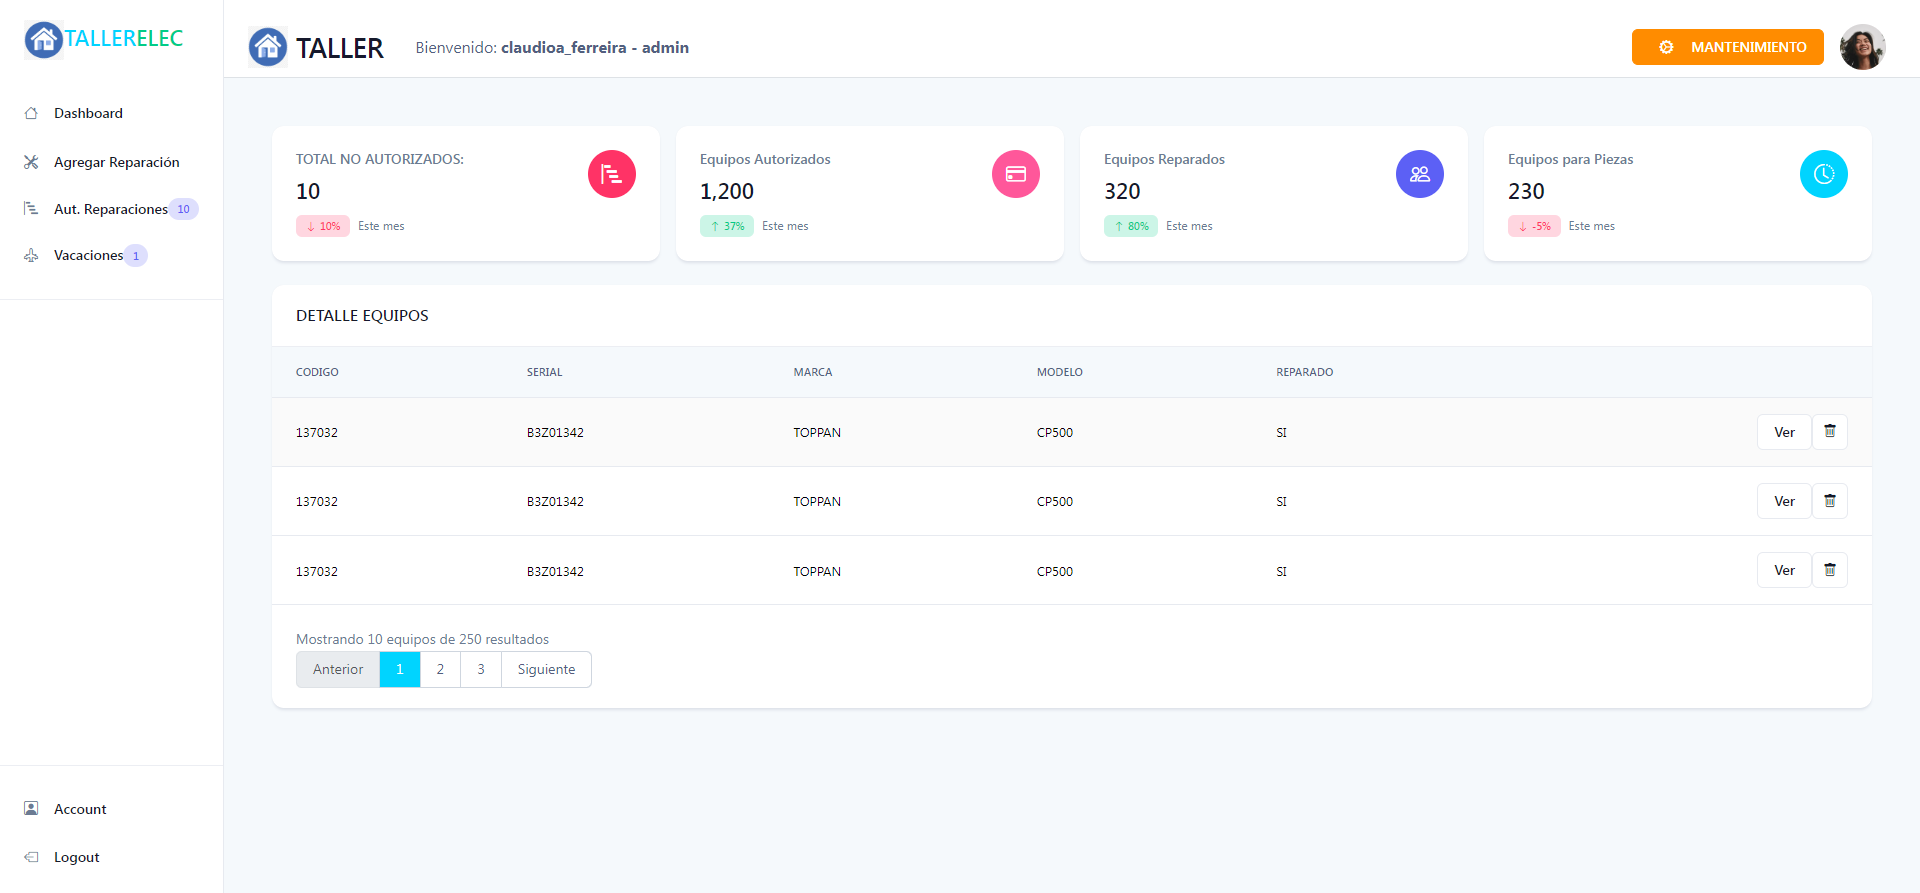 TALLERELEC
Dashboard
Agregar Reparación
Aut. Reparaciones 10
Vacaciones 1
Account
Logout
TALLER Bienvenido: claudioa_ferreira - admin MANTENIMIENTO
TOTAL NO AUTORIZADOS:
10
↓ 10% Este mes
Equipos Autorizados
1,200
↑ 37% Este mes
Equipos Reparados
320
↑ 80% Este mes
Equipos para Piezas
230
↓ -5% Este mes
DETALLE EQUIPOS
CODIGO SERIAL MARCA MODELO REPARADO
137032 B3Z01342 TOPPAN CP500 SI Ver
137032 B3Z01342 TOPPAN CP500 SI Ver
137032 B3Z01342 TOPPAN CP500 SI Ver
Mostrando 10 equipos de 250 resultados
Anterior 1 2 3 Siguiente